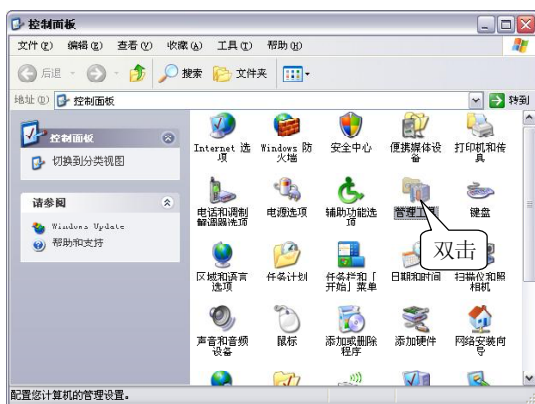 控制面板
文件(F) 编辑(E) 查看(V) 收藏(A) 工具(T) 帮助(H)
后退 搜索 文件夹
地址(D) 控制面板 转到
控制面板
切换到分类视图
请参阅
Windows Update
帮助和支持
Internet 选项
Windows 防火墙
安全中心
便携媒体设备
打印机和传真
电话和调制解调器选项
电源选项
辅助功能选项
管理工具
键盘
双击
区域和语言选项
任务计划
任务栏和「开始」菜单
日期和时间
扫描仪和照相机
声音和音频设备
鼠标
添加或删除程序
添加硬件
网络安装向导
配置您计算机的管理设置。